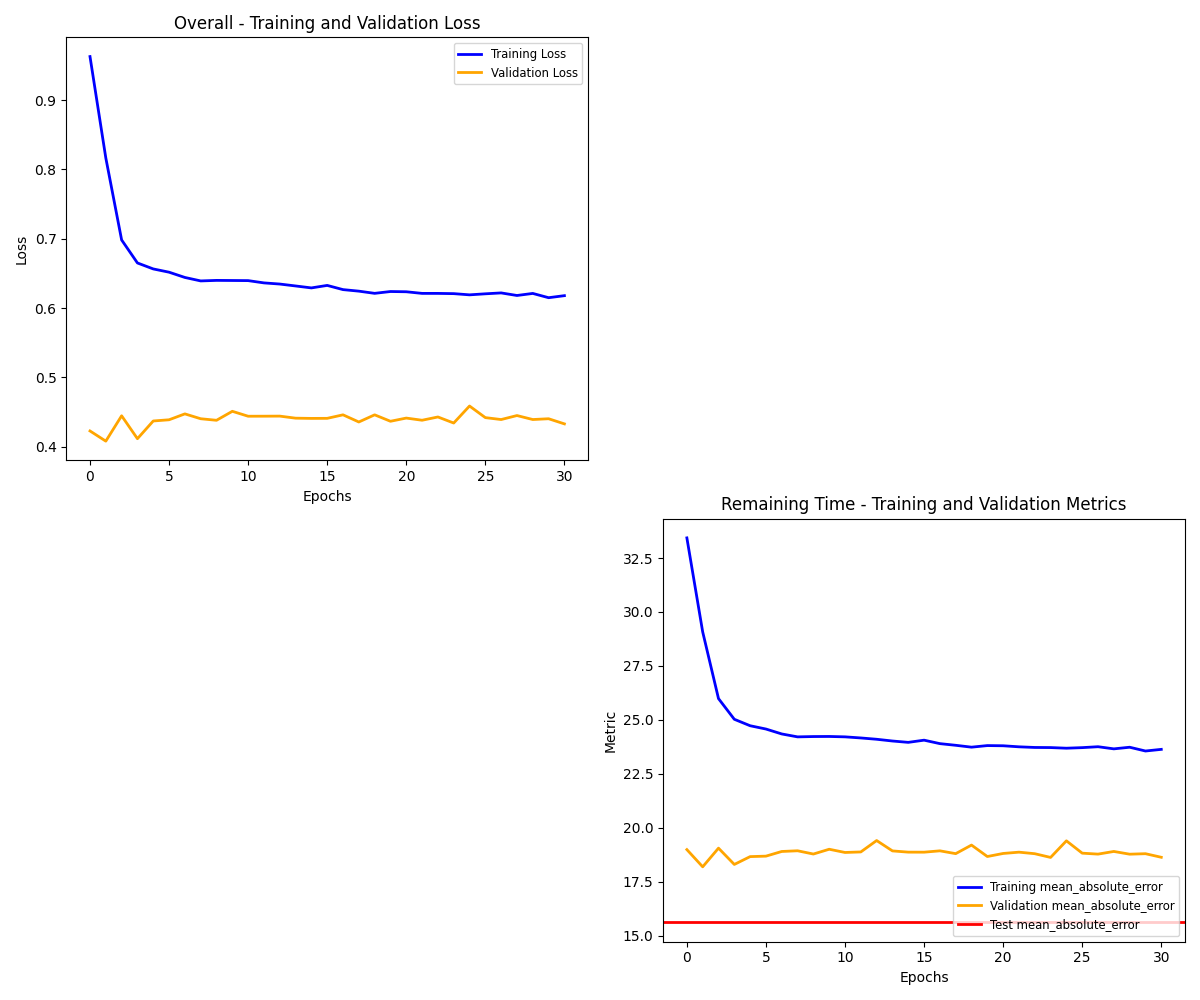 Overall - Training and Validation Loss
Training Loss
Validation Loss
0.9
0.8
0.7
0.6
0.5
0.4
Loss
0 5 10 15 20 25 30
Epochs
Remaining Time - Training and Validation Metrics
32.5
30.0
27.5
25.0
22.5
20.0
17.5
15.0
Metric
Training mean_absolute_error
Validation mean_absolute_error
Test mean_absolute_error
0 5 10 15 20 25 30
Epochs